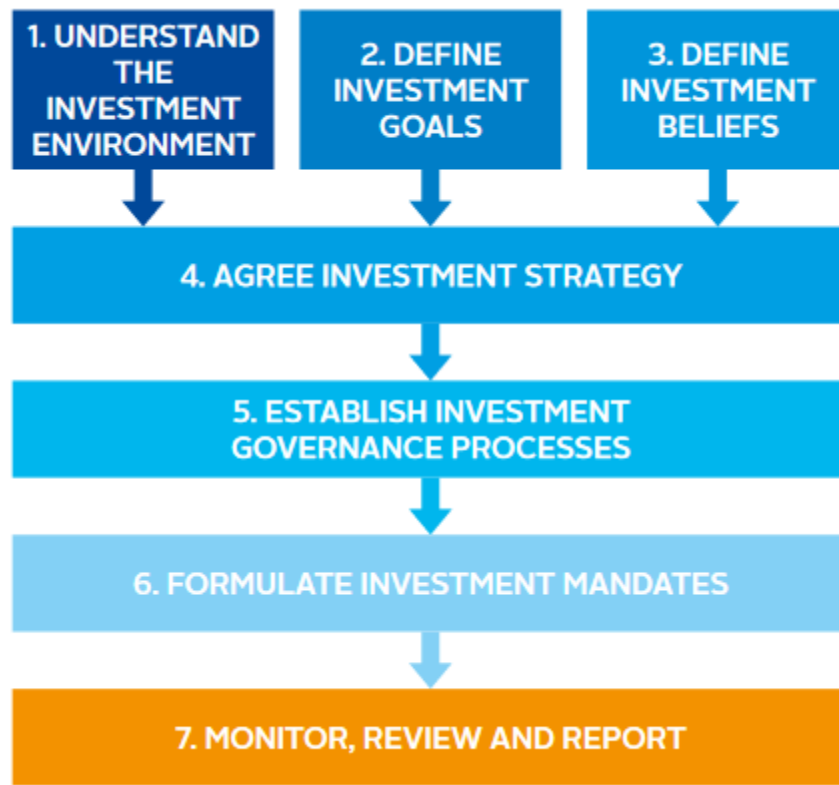 1. UNDERSTAND
THE
INVESTMENT
ENVIRONMENT
2. DEFINE
INVESTMENT
GOALS
3. DEFINE
INVESTMENT
BELIEFS
4. AGREE INVESTMENT STRATEGY
5. ESTABLISH INVESTMENT
GOVERNANCE PROCESSES
6. FORMULATE INVESTMENT MANDATES
7. MONITOR, REVIEW AND REPORT